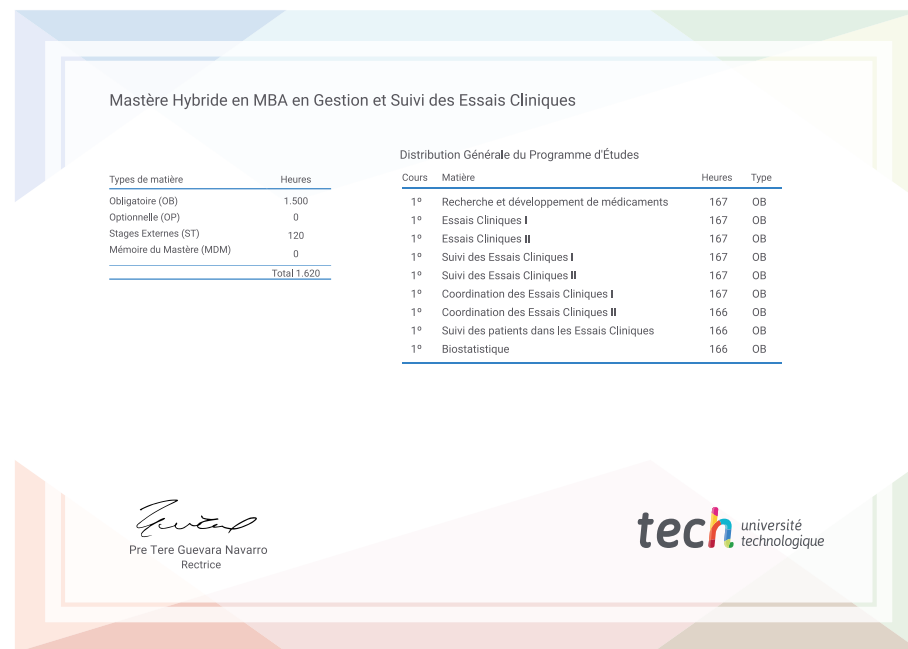 Mastère Hybride en MBA en Gestion et Suivi des Essais Cliniques
Types de matière Heures
Obligatoire (OB) 1.500
Optionnelle (OP) 0
Stages Externes (ST) 120
Mémoire du Mastère (MDM) 0
Total 1.620
Distribution Générale du Programme d'Études
Cours Matière Heures Type
1º Recherche et développement de médicaments 167 OB
1º Essais Cliniques I 167 OB
1º Essais Cliniques II 167 OB
1º Suivi des Essais Cliniques I 167 OB
1º Suivi des Essais Cliniques II 167 OB
1º Coordination des Essais Cliniques I 167 OB
1º Coordination des Essais Cliniques II 166 OB
1º Suivi des patients dans les Essais Cliniques 166 OB
1º Biostatistique 166 OB
Pre Tere Guevara Navarro
Rectrice
tech université
technologique